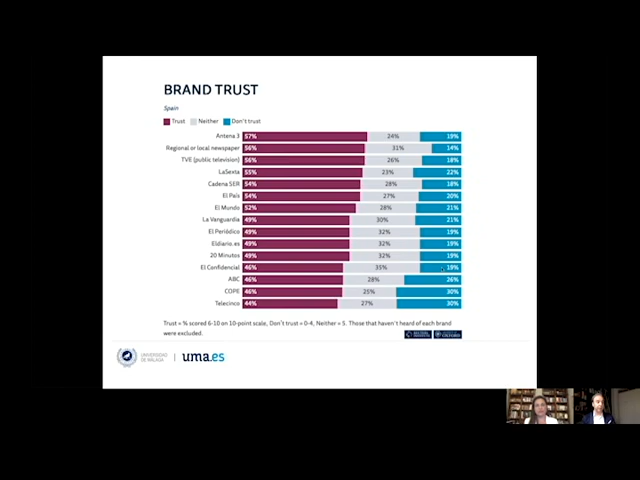 BRAND TRUST
Spain
Trust Neither Don't trust
Antena 3 57% 24% 19%
Regional or local newspaper 56% 31% 14%
TVE (public television) 56% 26% 18%
LaSexta 55% 23% 22%
Cadena SER 54% 28% 18%
El País 54% 27% 20%
El Mundo 52% 28% 21%
La Vanguardia 49% 30% 21%
El Periódico 49% 32% 19%
Eldiario.es 49% 32% 19%
20 Minutos 49% 32% 19%
El Confidencial 46% 35% 19%
ABC 46% 28% 26%
COPE 46% 25% 30%
Telecinco 44% 27% 30%
Trust = % scored 6-10 on 10-point scale, Don't trust = 0-4, Neither = 5. Those that haven't heard of each brand
were excluded.
UNIVERSIDAD
DE MÁLAGA
uma.es